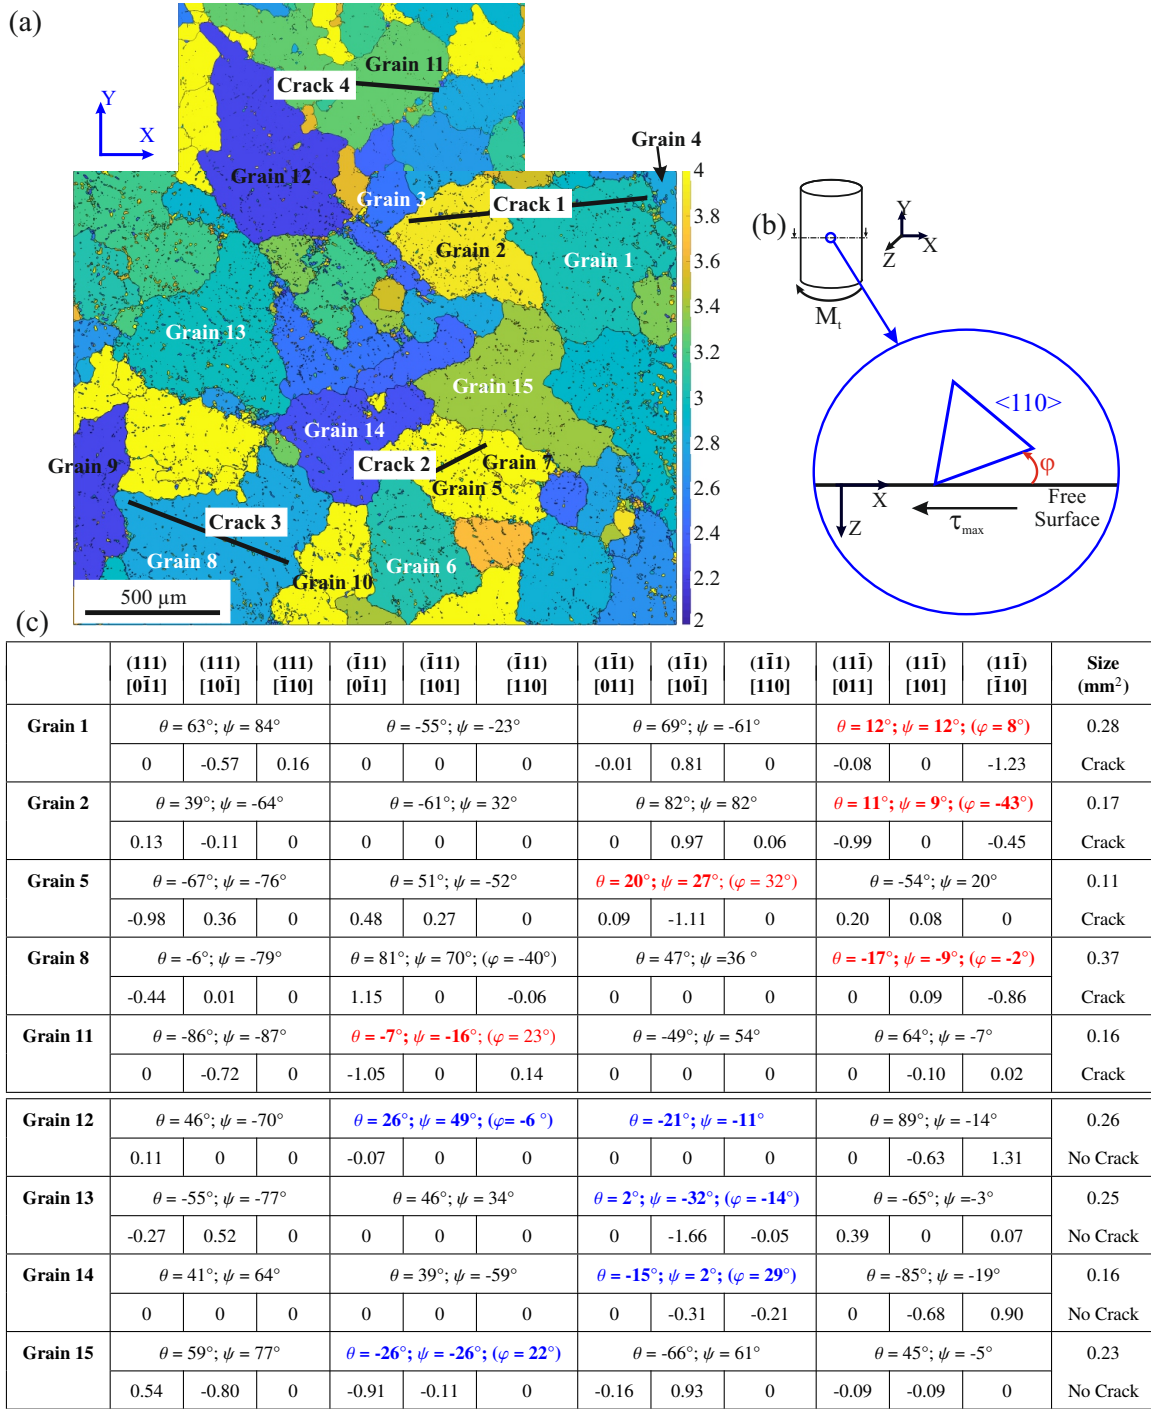 (a)
Y
X
Grain 11
Crack 4
Grain 4
Grain 12
Grain 3
Crack 1
Grain 2
Grain 1
Grain 13
Grain 15
Grain 14
Crack 2
Grain 7
Grain 9
Grain 5
Crack 3
Grain 8
Grain 10
Grain 6
500 µm
4
3.8
3.6
3.4
3.2
3
2.8
2.6
2.4
2.2
2
(b)
Y
X
Z
Mt
<110>
φ
X
Z
τmax
Free
Surface
(c)
(111) (111) (111) (1̄11) (1̄11) (1̄11) (11̄1) (11̄1) (11̄1) (111̄) (111̄) (111̄) Size
[01̄1] [101̄] [1̄10] [01̄1] [101] [110] [011] [101̄] [110] [011] [101] [1̄10] (mm²)
Grain 1 θ = 63°; ψ = 84° θ = -55°; ψ = -23° θ = 69°; ψ = -61° θ = 12°; ψ = 12°; (φ = 8°) 0.28
0 -0.57 0.16 0 0 0 -0.01 0.81 0 -0.08 0 -1.23 Crack
Grain 2 θ = 39°; ψ = -64° θ = -61°; ψ = 32° θ = 82°; ψ = 82° θ = 11°; ψ = 9°; (φ = -43°) 0.17
0.13 -0.11 0 0 0 0 0 0.97 0.06 -0.99 0 -0.45 Crack
Grain 5 θ = -67°; ψ = -76° θ = 51°; ψ = -52° θ = 20°; ψ = 27°; (φ = 32°) θ = -54°; ψ = 20° 0.11
-0.98 0.36 0 0.48 0.27 0 0.09 -1.11 0 0.20 0.08 0 Crack
Grain 8 θ = -6°; ψ = -79° θ = 81°; ψ = 70°; (φ = -40°) θ = 47°; ψ =36 ° θ = -17°; ψ = -9°; (φ = -2°) 0.37
-0.44 0.01 0 1.15 0 -0.06 0 0 0 0 0.09 -0.86 Crack
Grain 11 θ = -86°; ψ = -87° θ = -7°; ψ = -16°; (φ = 23°) θ = -49°; ψ = 54° θ = 64°; ψ = -7° 0.16
0 -0.72 0 -1.05 0 0.14 0 0 0 0 -0.10 0.02 Crack
Grain 12 θ = 46°; ψ = -70° θ = 26°; ψ = 49°; (φ= -6 °) θ = -21°; ψ = -11° θ = 89°; ψ = -14° 0.26
0.11 0 0 -0.07 0 0 0 0 0 0 -0.63 1.31 No Crack
Grain 13 θ = -55°; ψ = -77° θ = 46°; ψ = 34° θ = 2°; ψ = -32°; (φ = -14°) θ = -65°; ψ =-3° 0.25
-0.27 0.52 0 0 0 0 0 -1.66 -0.05 0.39 0 0.07 No Crack
Grain 14 θ = 41°; ψ = 64° θ = 39°; ψ = -59° θ = -15°; ψ = 2°; (φ = 29°) θ = -85°; ψ = -19° 0.16
0 0 0 0 0 0 0 -0.31 -0.21 0 -0.68 0.90 No Crack
Grain 15 θ = 59°; ψ = 77° θ = -26°; ψ = -26°; (φ = 22°) θ = -66°; ψ = 61° θ = 45°; ψ = -5° 0.23
0.54 -0.80 0 -0.91 -0.11 0 -0.16 0.93 0 -0.09 -0.09 0 No Crack